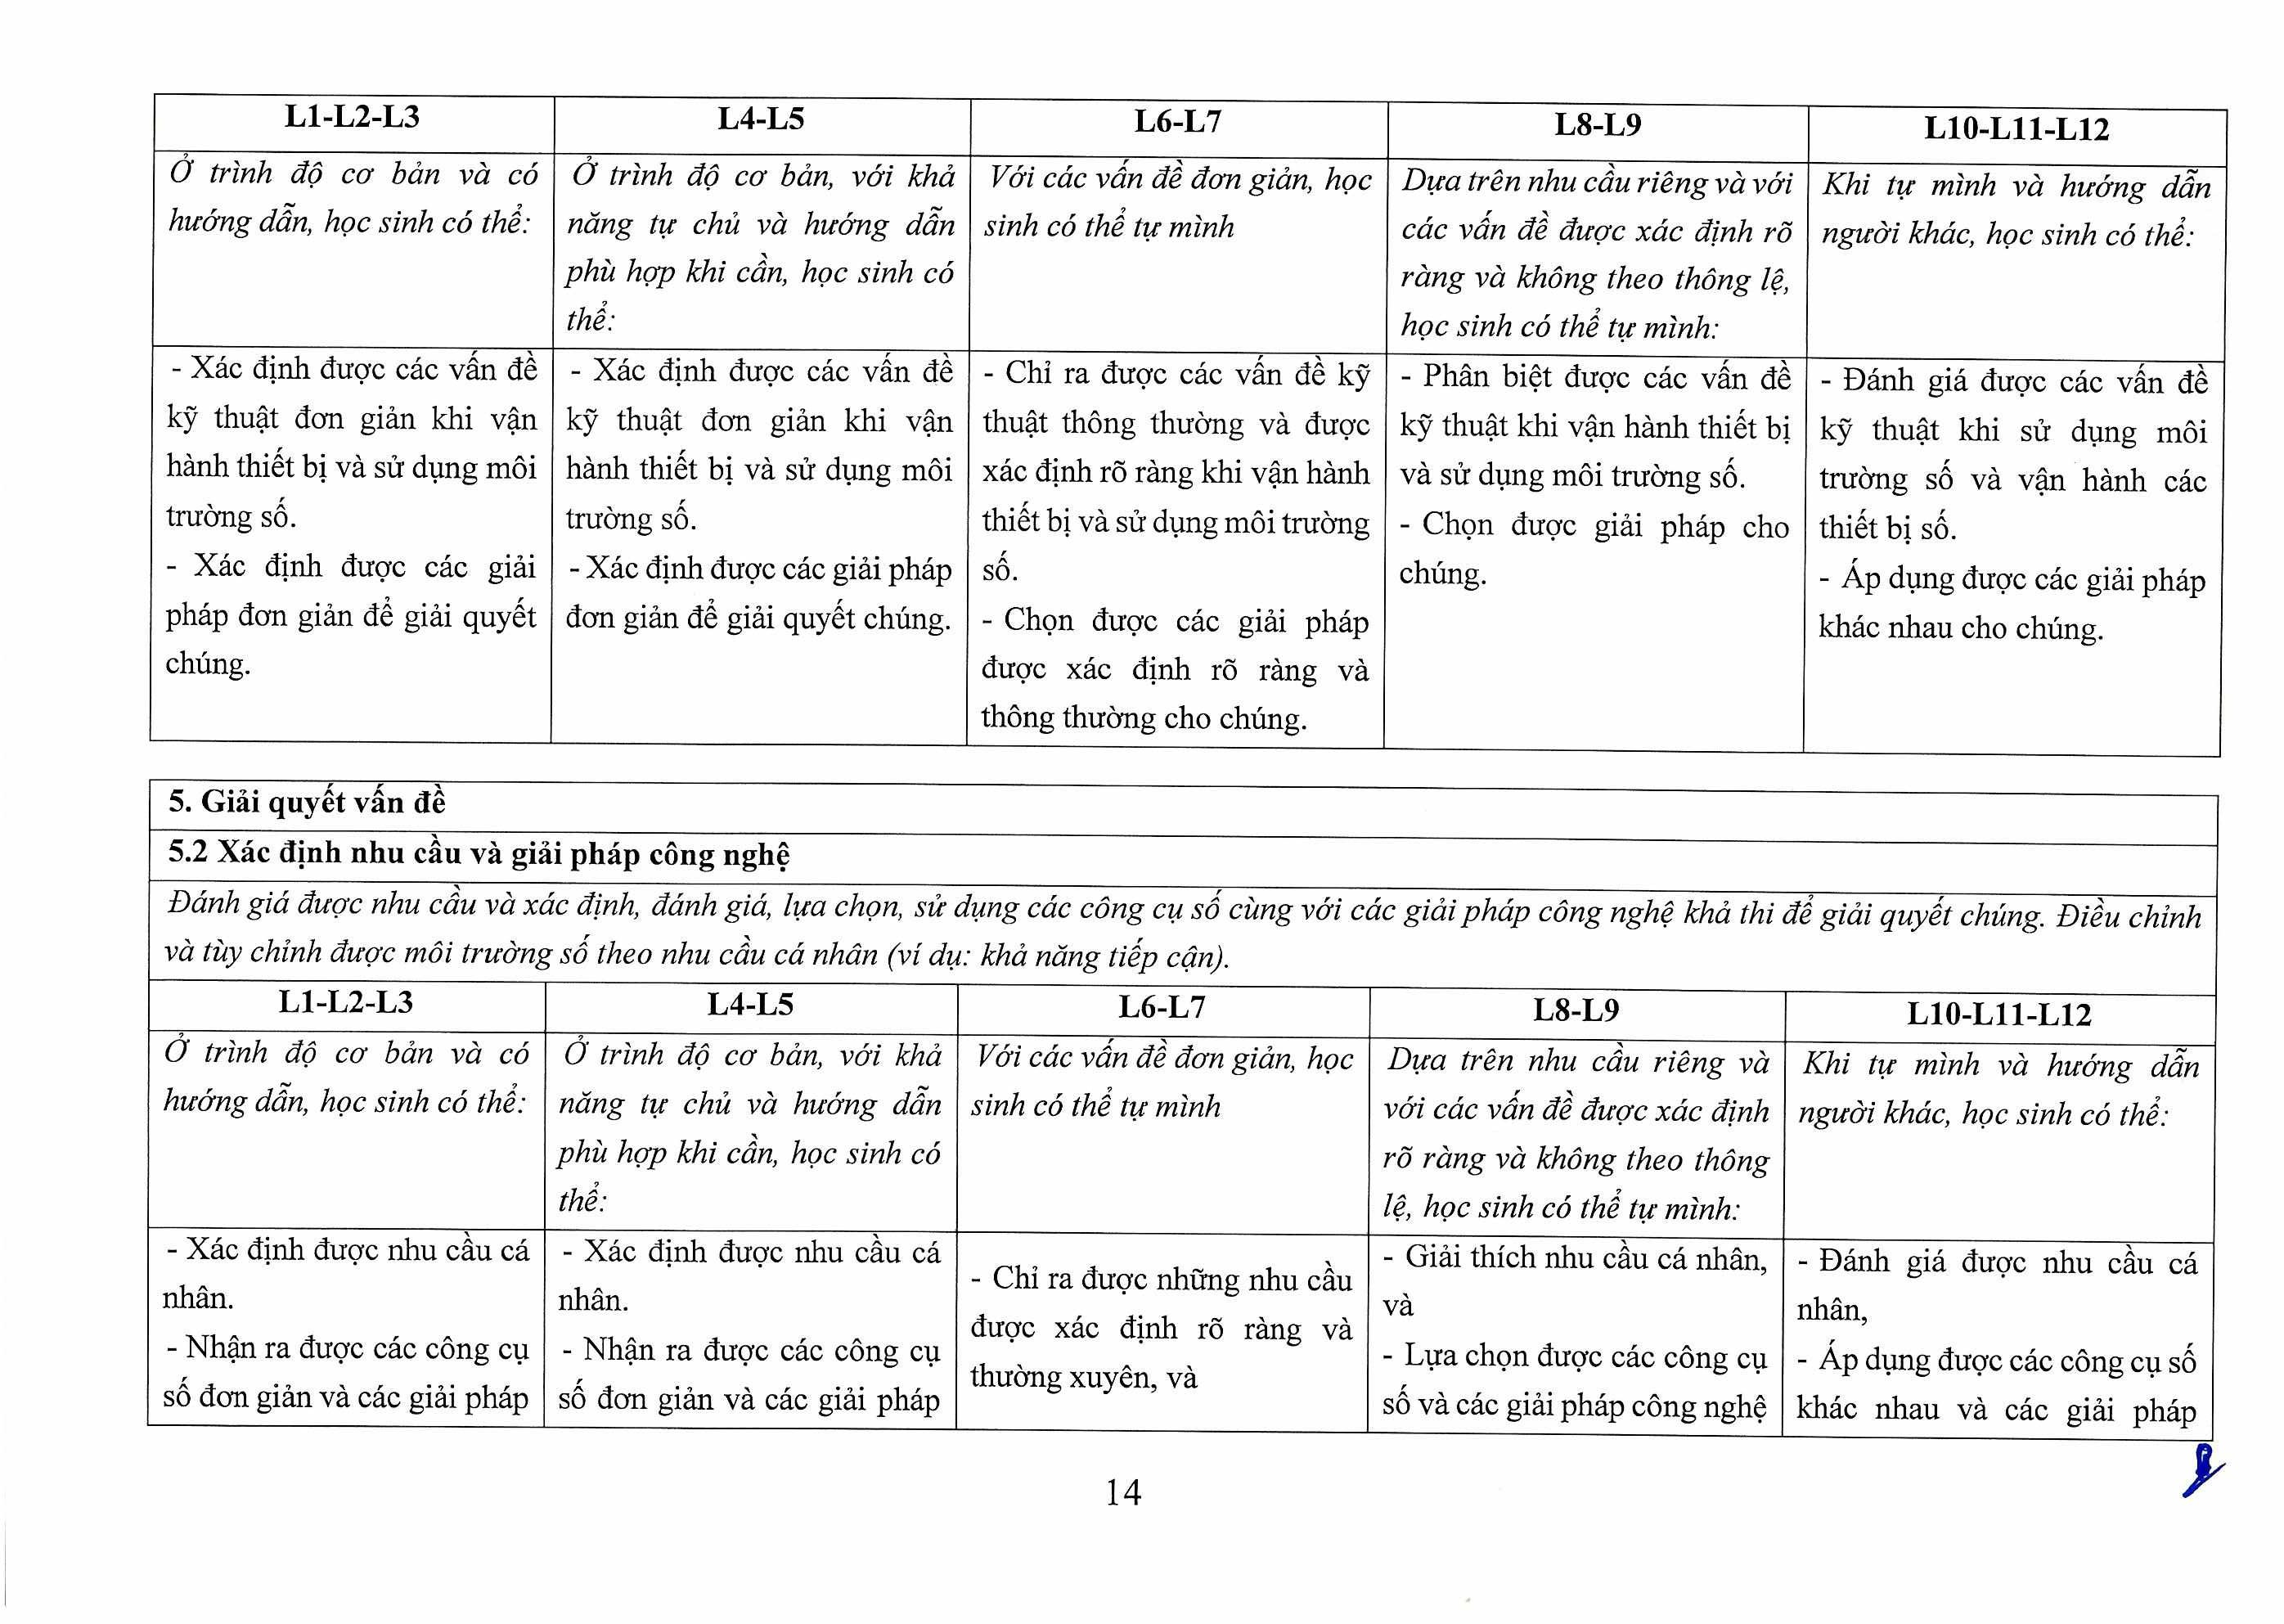 L1-L2-L3
L4-L5
L6-L7
L8-L9
L10-L11-L12
Ở trình độ cơ bản và có
hướng dẫn, học sinh có thể:
Ở trình độ cơ bản, với khả
năng tự chủ và hướng dẫn
phù hợp khi cần, học sinh có
thể:
Với các vấn đề đơn giản, học
sinh có thể tự mình
Dựa trên nhu cầu riêng và với
các vấn đề được xác định rõ
ràng và không theo thông lệ,
học sinh có thể tự mình:
Khi tự mình và hướng dẫn
người khác, học sinh có thể:
- Xác định được các vấn đề
kỹ thuật đơn giản khi vận
hành thiết bị và sử dụng môi
trường số.
- Xác định được các giải
pháp đơn giản để giải quyết
chúng.
- Xác định được các vấn đề
kỹ thuật đơn giản khi vận
hành thiết bị và sử dụng môi
trường số.
- Xác định được các giải pháp
đơn giản để giải quyết chúng.
- Chỉ ra được các vấn đề kỹ
thuật thông thường và được
xác định rõ ràng khi vận hành
thiết bị và sử dụng môi trường
số.
- Chọn được các giải pháp
được xác định rõ ràng và
thông thường cho chúng.
- Phân biệt được các vấn đề
kỹ thuật khi vận hành thiết bị
và sử dụng môi trường số.
- Chọn được giải pháp cho
chúng.
- Đánh giá được các vấn đề
kỹ thuật khi sử dụng môi
trường số và vận hành các
thiết bị số.
- Áp dụng được các giải pháp
khác nhau cho chúng.
5. Giải quyết vấn đề
5.2 Xác định nhu cầu và giải pháp công nghệ
Đánh giá được nhu cầu và xác định, đánh giá, lựa chọn, sử dụng các công cụ số cùng với các giải pháp công nghệ khả thi để giải quyết chúng. Điều chỉnh
và tùy chỉnh được môi trường số theo nhu cầu cá nhân (ví dụ: khả năng tiếp cận).
L1-L2-L3
L4-L5
L6-L7
L8-L9
L10-L11-L12
Ở trình độ cơ bản và có
hướng dẫn, học sinh có thể:
Ở trình độ cơ bản, với khả
năng tự chủ và hướng dẫn
phù hợp khi cần, học sinh có
thể:
Với các vấn đề đơn giản, học
sinh có thể tự mình
Dựa trên nhu cầu riêng và
với các vấn đề được xác định
rõ ràng và không theo thông
lệ, học sinh có thể tự mình:
Khi tự mình và hướng dẫn
người khác, học sinh có thể:
- Xác định được nhu cầu cá
nhân.
- Nhận ra được các công cụ
số đơn giản và các giải pháp
- Xác định được nhu cầu cá
nhân.
- Nhận ra được các công cụ
số đơn giản và các giải pháp
- Chỉ ra được những nhu cầu
được xác định rõ ràng và
thường xuyên, và
- Giải thích nhu cầu cá nhân,
và
- Lựa chọn được các công cụ
số và các giải pháp công nghệ
- Đánh giá được nhu cầu cá
nhân,
- Áp dụng được các công cụ số
khác nhau và các giải pháp
14